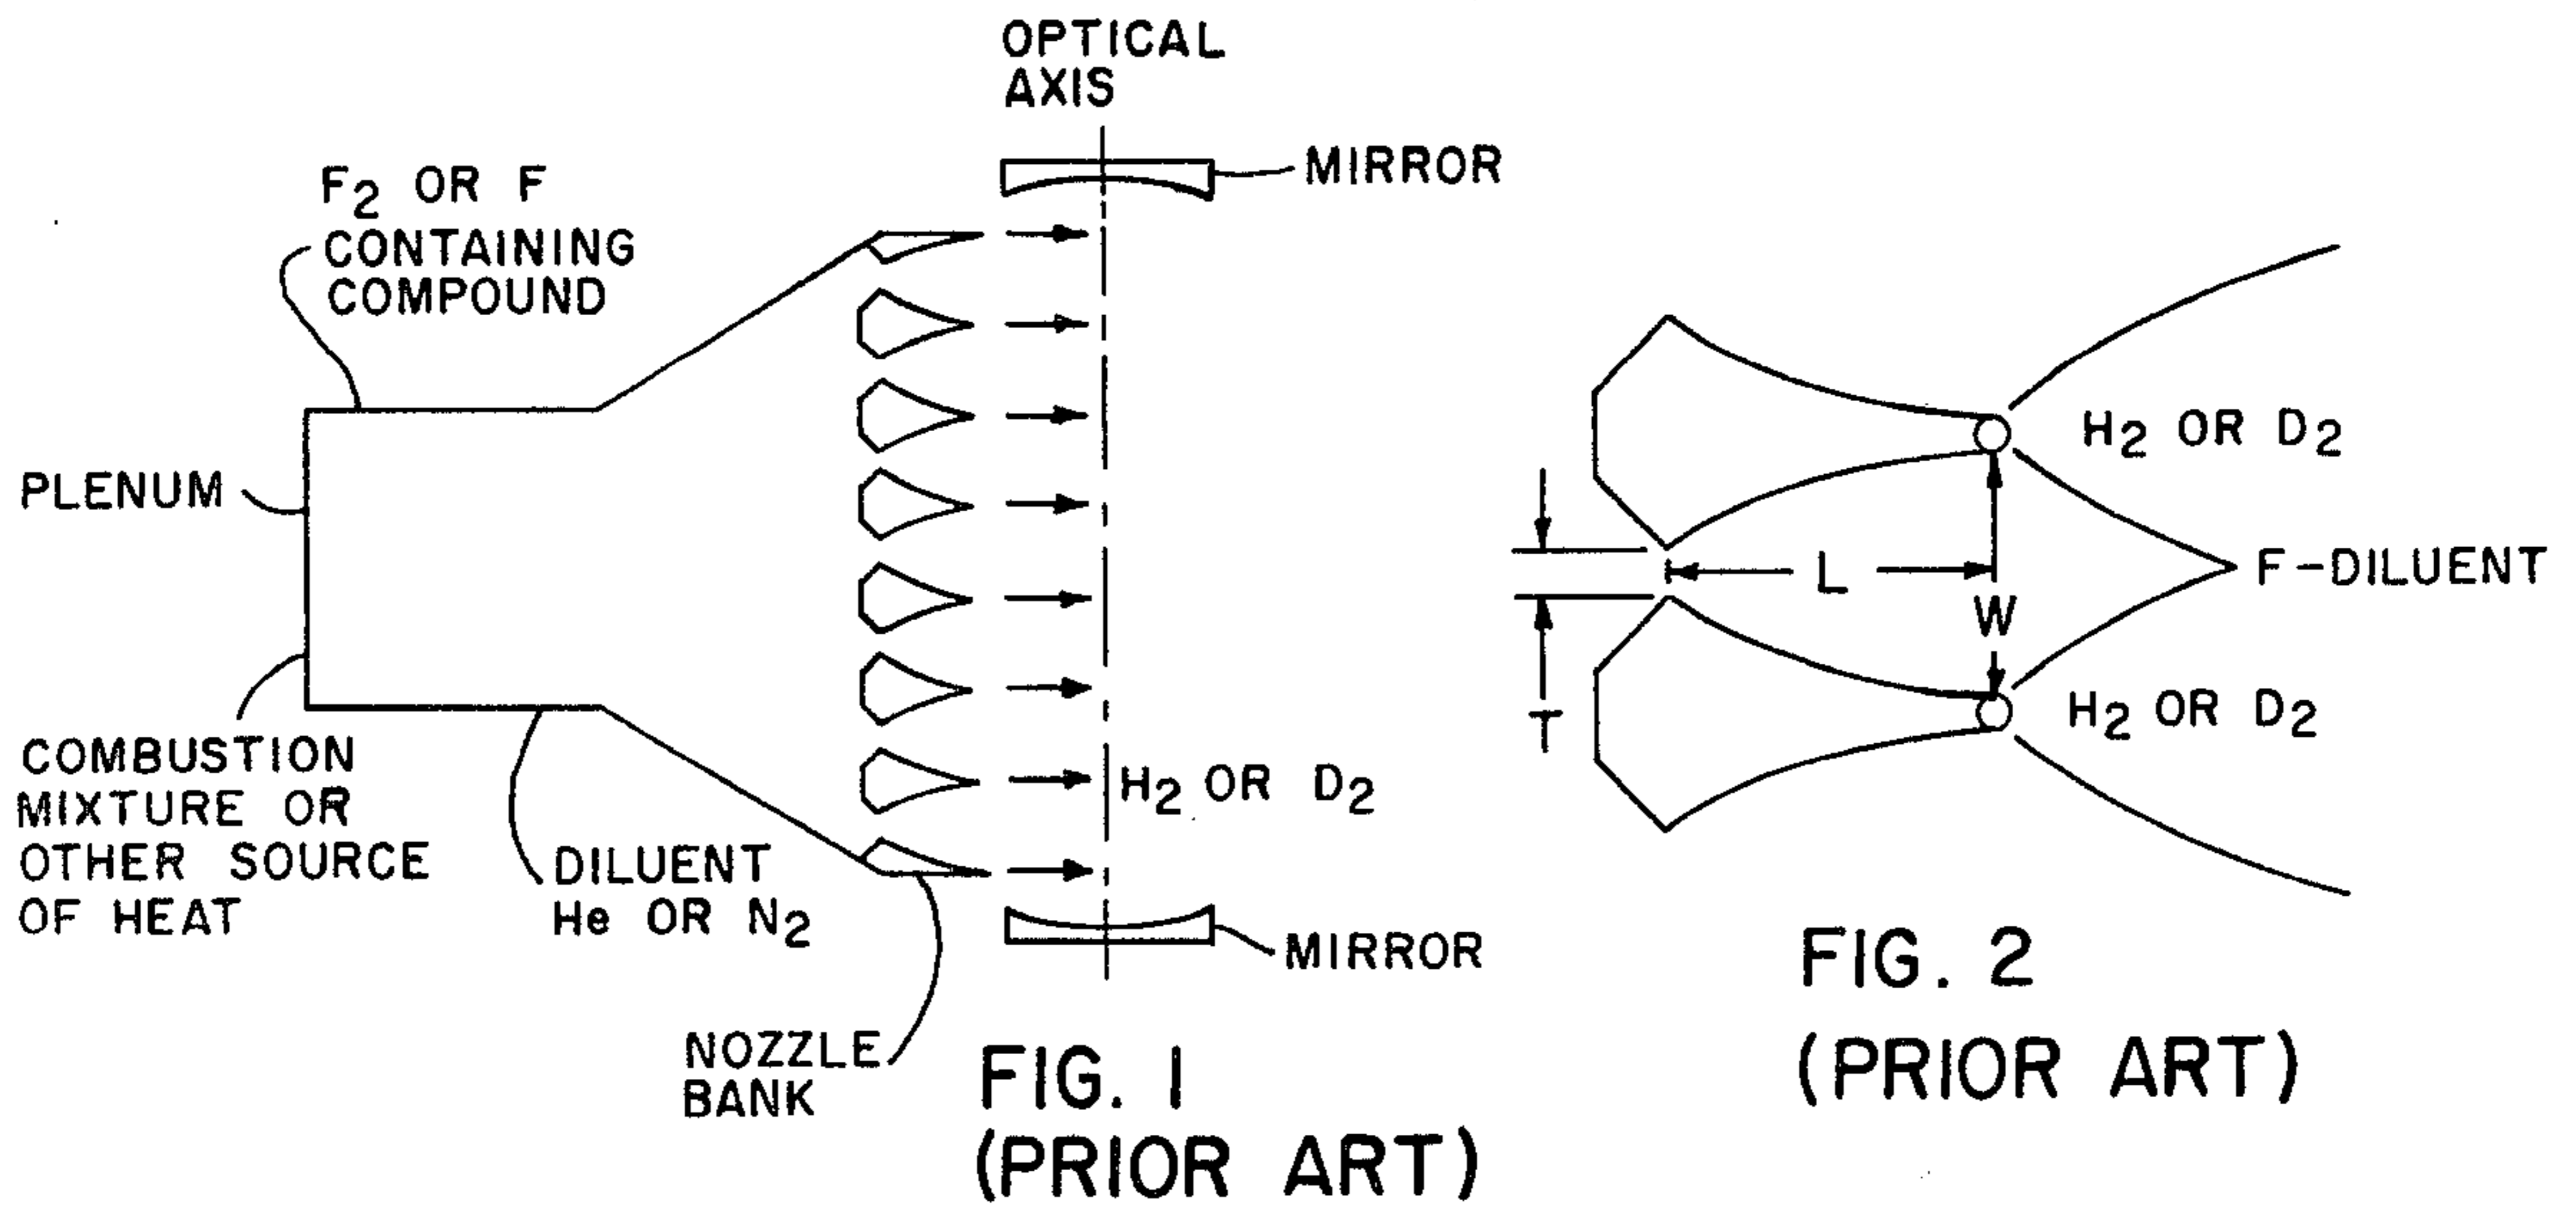 OPTICAL
AXIS
MIRROR
F2 OR F
CONTAINING
COMPOUND
PLENUM
COMBUSTION
MIXTURE OR
OTHER SOURCE
OF HEAT
DILUENT
He OR N2
H2 OR D2
MIRROR
NOZZLE
BANK
FIG. 1
(PRIOR ART)
H2 OR D2
L
F-DILUENT
W
T
H2 OR D2
FIG. 2
(PRIOR ART)